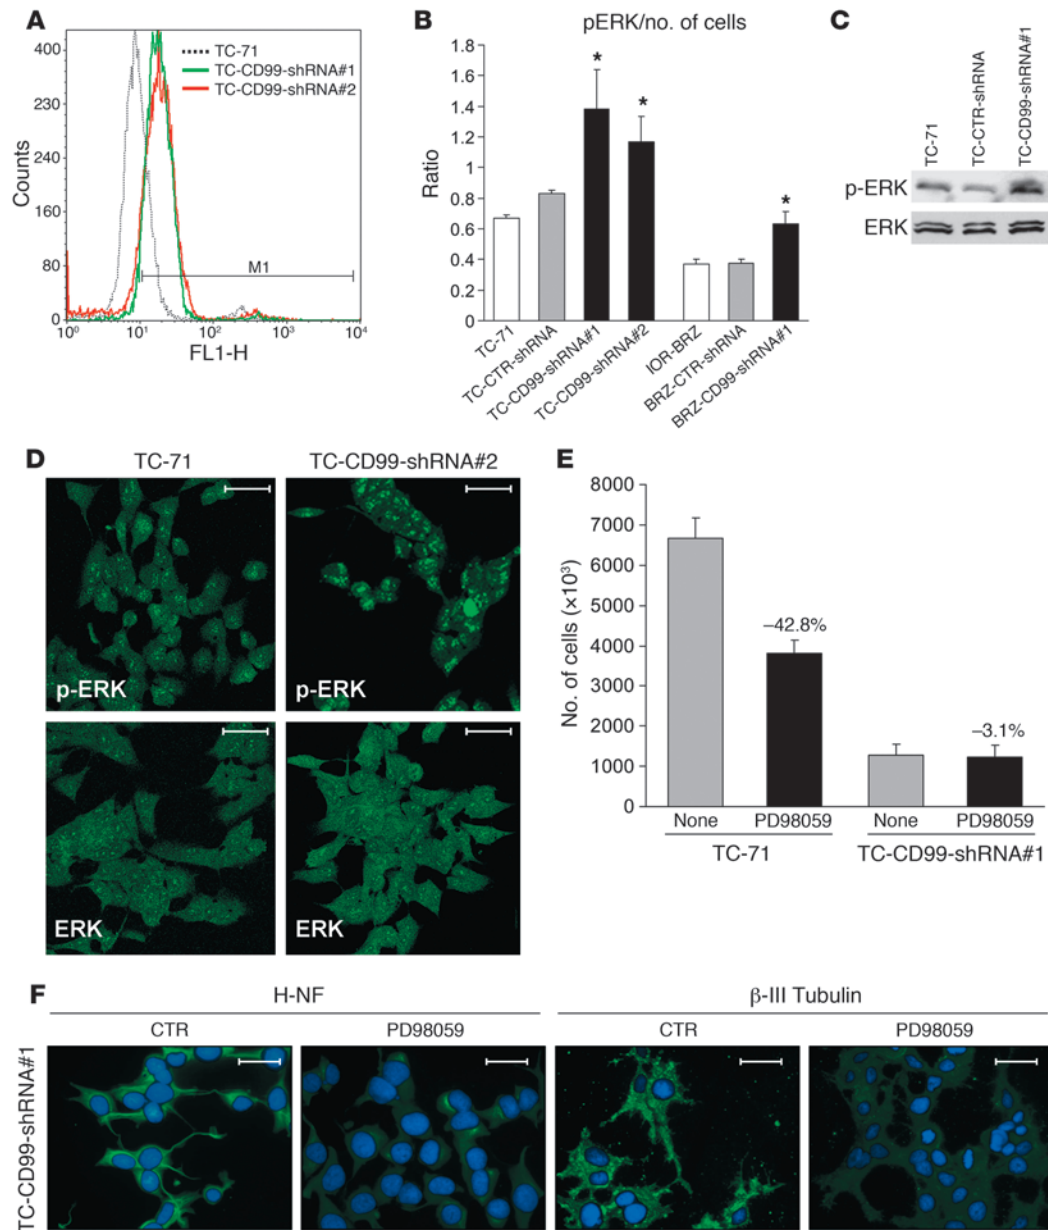 A
TC-71
TC-CD99-shRNA#1
TC-CD99-shRNA#2
Counts
400
230
240
160
80
0
M1
10⁰
10¹
10²
10³
10⁴
FL1-H
B
pERK/no. of cells
Ratio
1.8
1.6
1.4
1.2
1.0
0.8
0.6
0.4
0.2
0
*
*
*
TC-71
TC-CTR-shRNA
TC-CD99-shRNA#1
TC-CD99-shRNA#2
IOR-BRZ
BRZ-CTR-shRNA
BRZ-CD99-shRNA#1
C
TC-71
TC-CTR-shRNA
TC-CD99-shRNA#1
p-ERK
ERK
D
TC-71
TC-CD99-shRNA#2
p-ERK
p-ERK
ERK
ERK
E
No. of cells (×10³)
8000
7000
6000
5000
4000
3000
2000
1000
0
–42.8%
–3.1%
None
PD98059
None
PD98059
TC-71
TC-CD99-shRNA#1
F
H-NF
β-III Tubulin
CTR
PD98059
CTR
PD98059
TC-CD99-shRNA#1